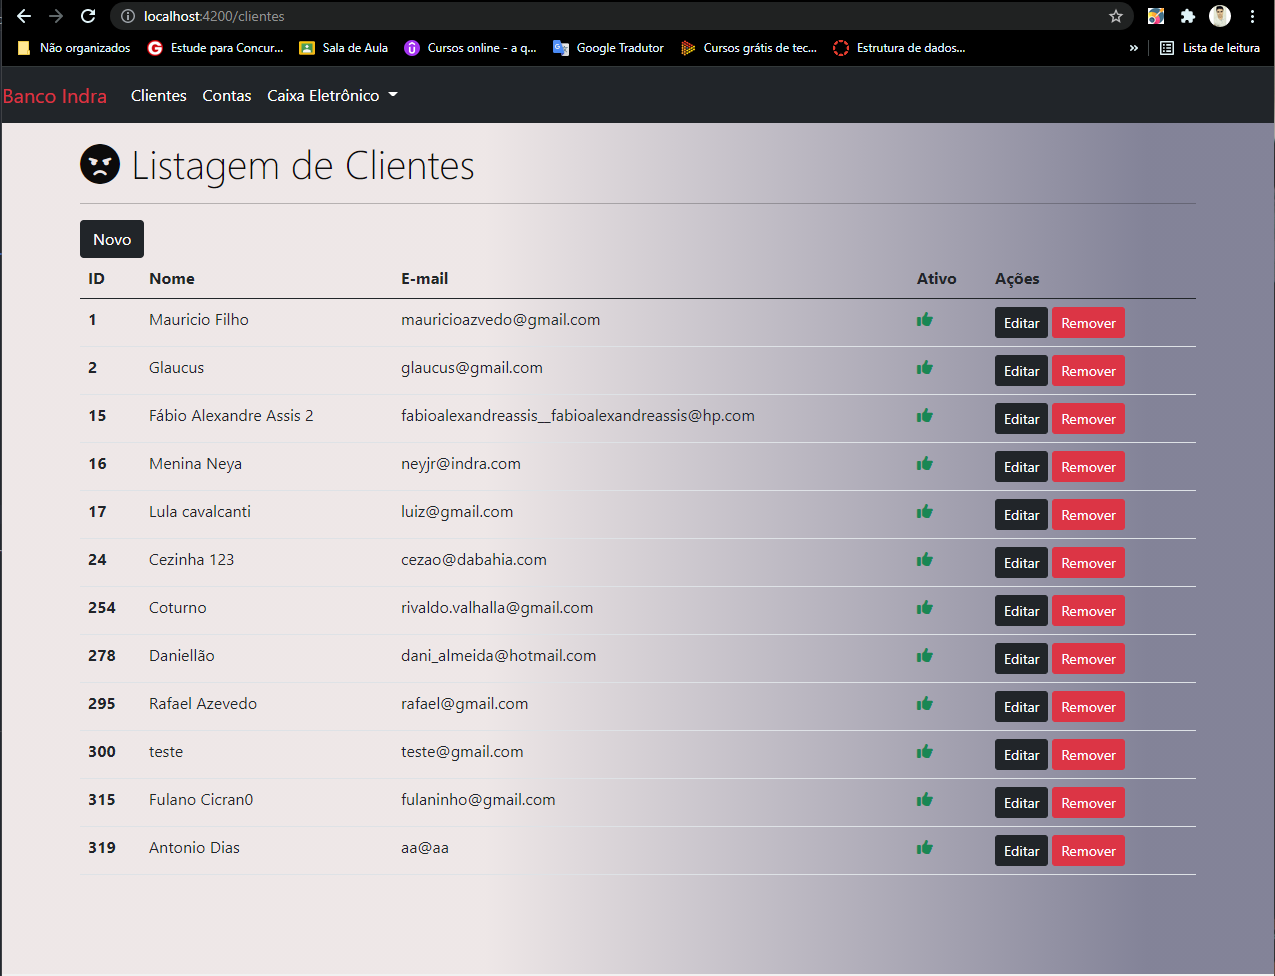 localhost:4200/clientes
Não organizados Estude para Concur... Sala de Aula Cursos online - a q... Google Tradutor Cursos grátis de tec... Estrutura de dados... » Lista de leitura
Banco Indra Clientes Contas Caixa Eletrônico
Listagem de Clientes
Novo
ID Nome E-mail Ativo Ações
1 Mauricio Filho mauricioazvedo@gmail.com Editar Remover
2 Glaucus glaucus@gmail.com Editar Remover
15 Fábio Alexandre Assis 2 fabioalexandreassis__fabioalexandreassis@hp.com Editar Remover
16 Menina Neya neyjr@indra.com Editar Remover
17 Lula cavalcanti luiz@gmail.com Editar Remover
24 Cezinha 123 cezao@dabahia.com Editar Remover
254 Coturno rivaldo.valhalla@gmail.com Editar Remover
278 Daniellão dani_almeida@hotmail.com Editar Remover
295 Rafael Azevedo rafael@gmail.com Editar Remover
300 teste teste@gmail.com Editar Remover
315 Fulano Cicran0 fulaninho@gmail.com Editar Remover
319 Antonio Dias aa@aa Editar Remover